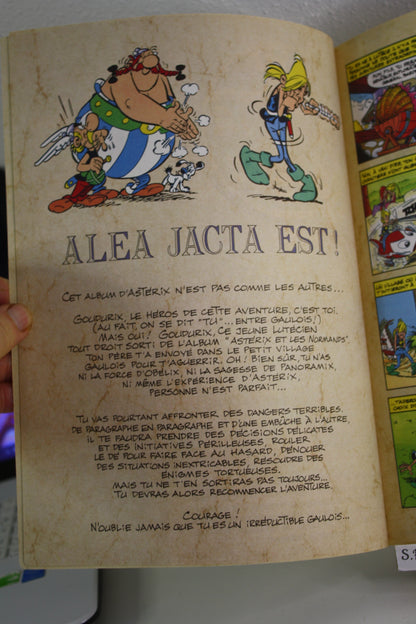 ALEA JACTA EST!
CET ALBUM D'ASTÉRIX N'EST PAS COMME LES AUTRES...
GOUDURIX, LE HÉROS DE CETTE AVENTURE, C'EST TOI.
(AU FAIT, ON SE DIT "TU"... ENTRE GAULOIS!)
MAIS OUI! GOUDURIX, CE JEUNE LUTÉCIEN
TOUT DROIT SORTI DE L'ALBUM "ASTÉRIX ET LES NORMANDS".
TON PÈRE T'A ENVOYÉ DANS LE PETIT VILLAGE
GAULOIS POUR T'AGUERRIR. OH! BIEN SÛR, TU N'AS
NI LA FORCE D'OBÉLIX, NI LA SAGESSE DE PANORAMIX,
NI MÊME L'EXPÉRIENCE D'ASTÉRIX,
PERSONNE N'EST PARFAIT...
TU VAS POURTANT AFFRONTER DES DANGERS TERRIBLES.
DE PARAGRAPHE EN PARAGRAPHE ET D'UNE EMBÛCHE À L'AUTRE,
IL TE FAUDRA PRENDRE DES DÉCISIONS DÉLICATES
ET DES INITIATIVES PÉRILLEUSES, ROULER
LE DÉ POUR FAIRE FACE AU HASARD, DÉNOUER
DES SITUATIONS INEXTRICABLES, RÉSOUDRE DES
ÉNIGMES TORTUEUSES.
MAIS TU NE T'EN SORTIRAS PAS TOUJOURS...
TU DEVRAS ALORS RECOMMENCER L'AVENTURE.
COURAGE!
N'OUBLIE JAMAIS QUE TU ES UN IRRÉDUCTIBLE GAULOIS...